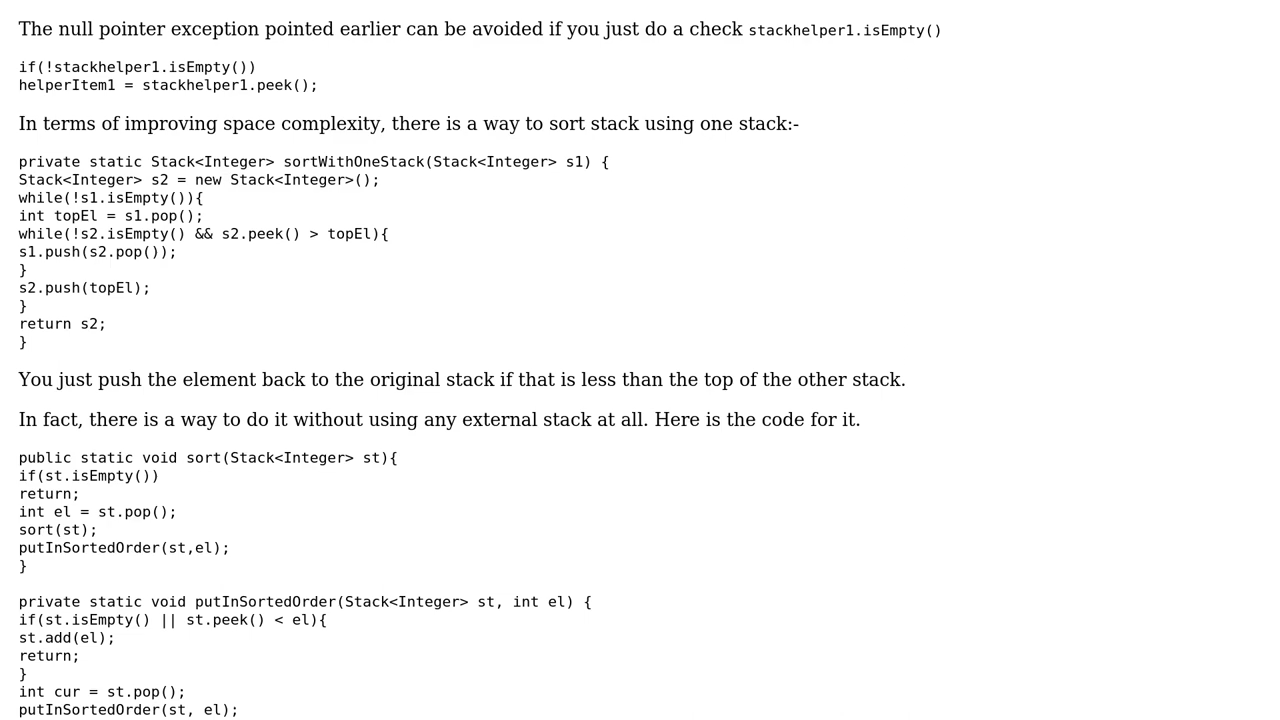 The null pointer exception pointed earlier can be avoided if you just do a check stackhelper1.isEmpty()
if(!stackhelper1.isEmpty())
helperItem1 = stackhelper1.peek();
In terms of improving space complexity, there is a way to sort stack using one stack:-
private static Stack<Integer> sortWithOneStack(Stack<Integer> s1) {
Stack<Integer> s2 = new Stack<Integer>();
while(!s1.isEmpty()){
int topEl = s1.pop();
while(!s2.isEmpty() && s2.peek() > topEl){
s1.push(s2.pop());
}
s2.push(topEl);
}
return s2;
}
You just push the element back to the original stack if that is less than the top of the other stack.
In fact, there is a way to do it without using any external stack at all. Here is the code for it.
public static void sort(Stack<Integer> st){
if(st.isEmpty())
return;
int el = st.pop();
sort(st);
putInSortedOrder(st,el);
}
private static void putInSortedOrder(Stack<Integer> st, int el) {
if(st.isEmpty() || st.peek() < el){
st.add(el);
return;
}
int cur = st.pop();
putInSortedOrder(st, el);